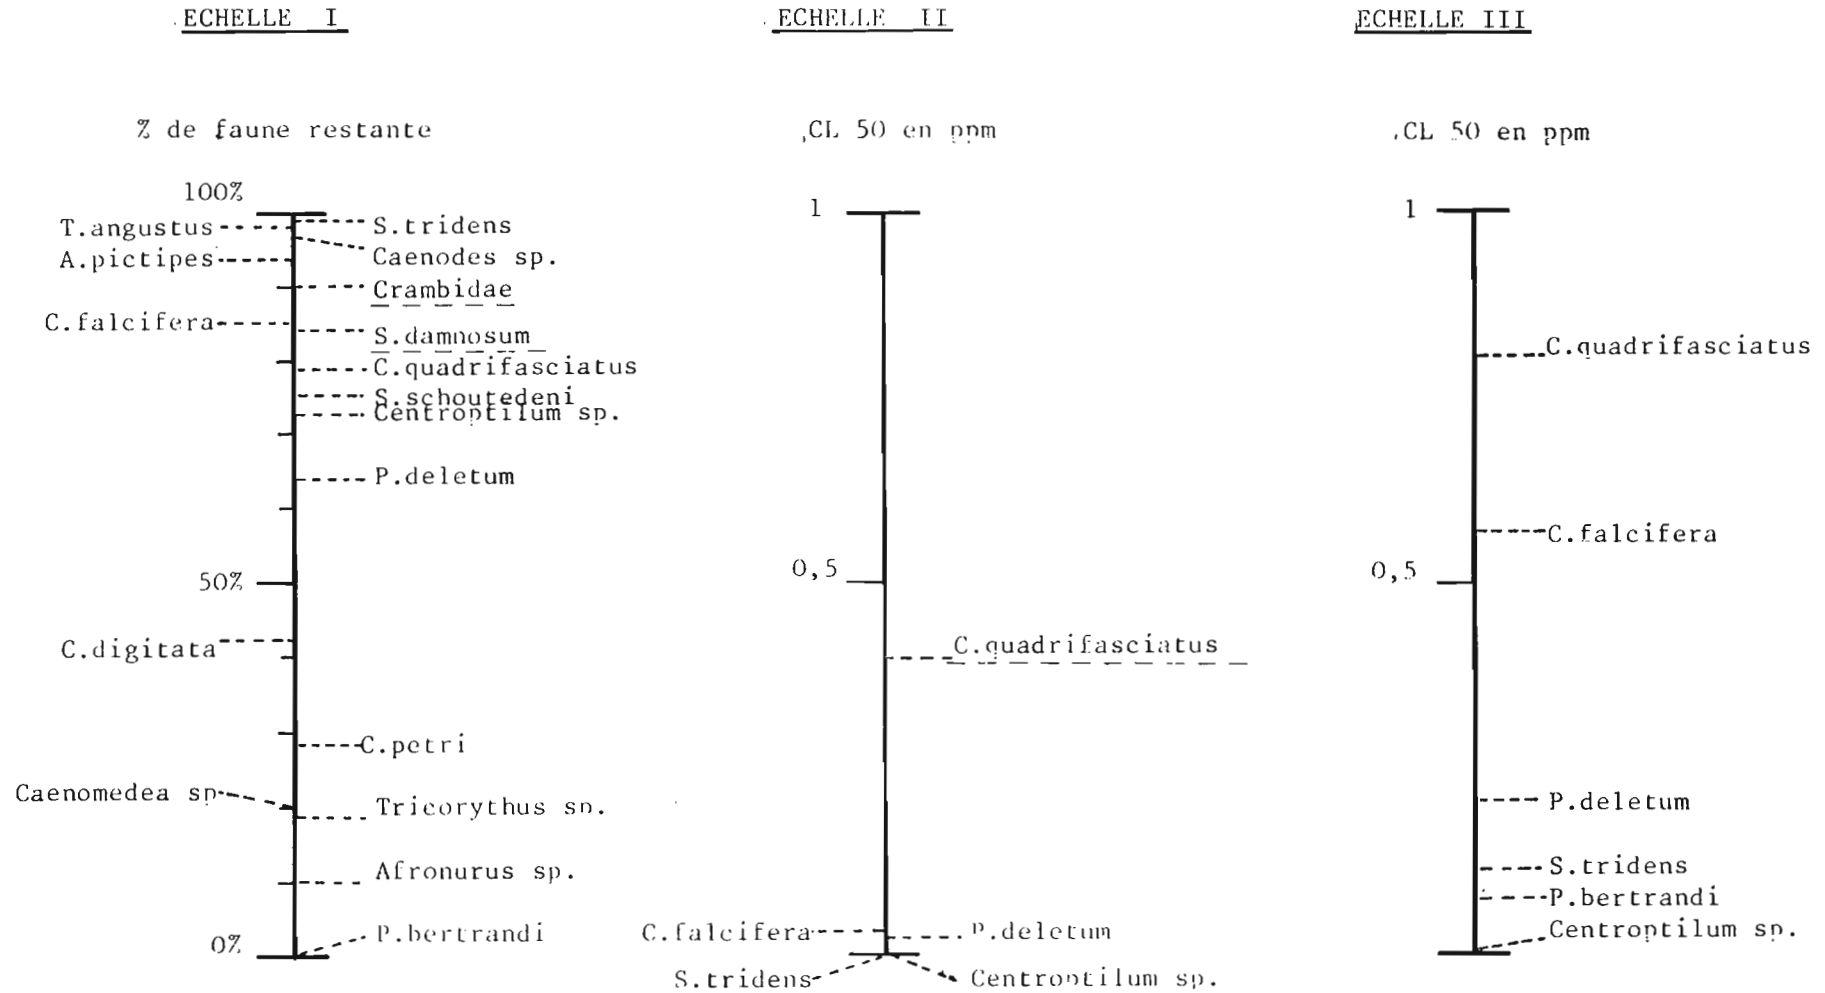 ECHELLE I
% de faune restante
100%
T.angustus
S.tridens
Caenodes sp.
A.pictipes
Crambidae
C.falcifera
S.damnosum
C.quadrifasciatus
S.schoutedeni
Centroptilum sp.
P.deletum
50%
C.digitata
C.petri
Caenomedea sp
Tricorythus sp.
Afronurus sp.
P.bertrandi
0%
ECHELLE II
CL 50 en ppm
1
0,5
C.quadrifasciatus
C.falcifera
P.deletum
S.tridens
Centroptilum sp.
ECHELLE III
CL 50 en ppm
1
C.quadrifasciatus
C.falcifera
0,5
P.deletum
S.tridens
P.bertrandi
Centroptilum sp.